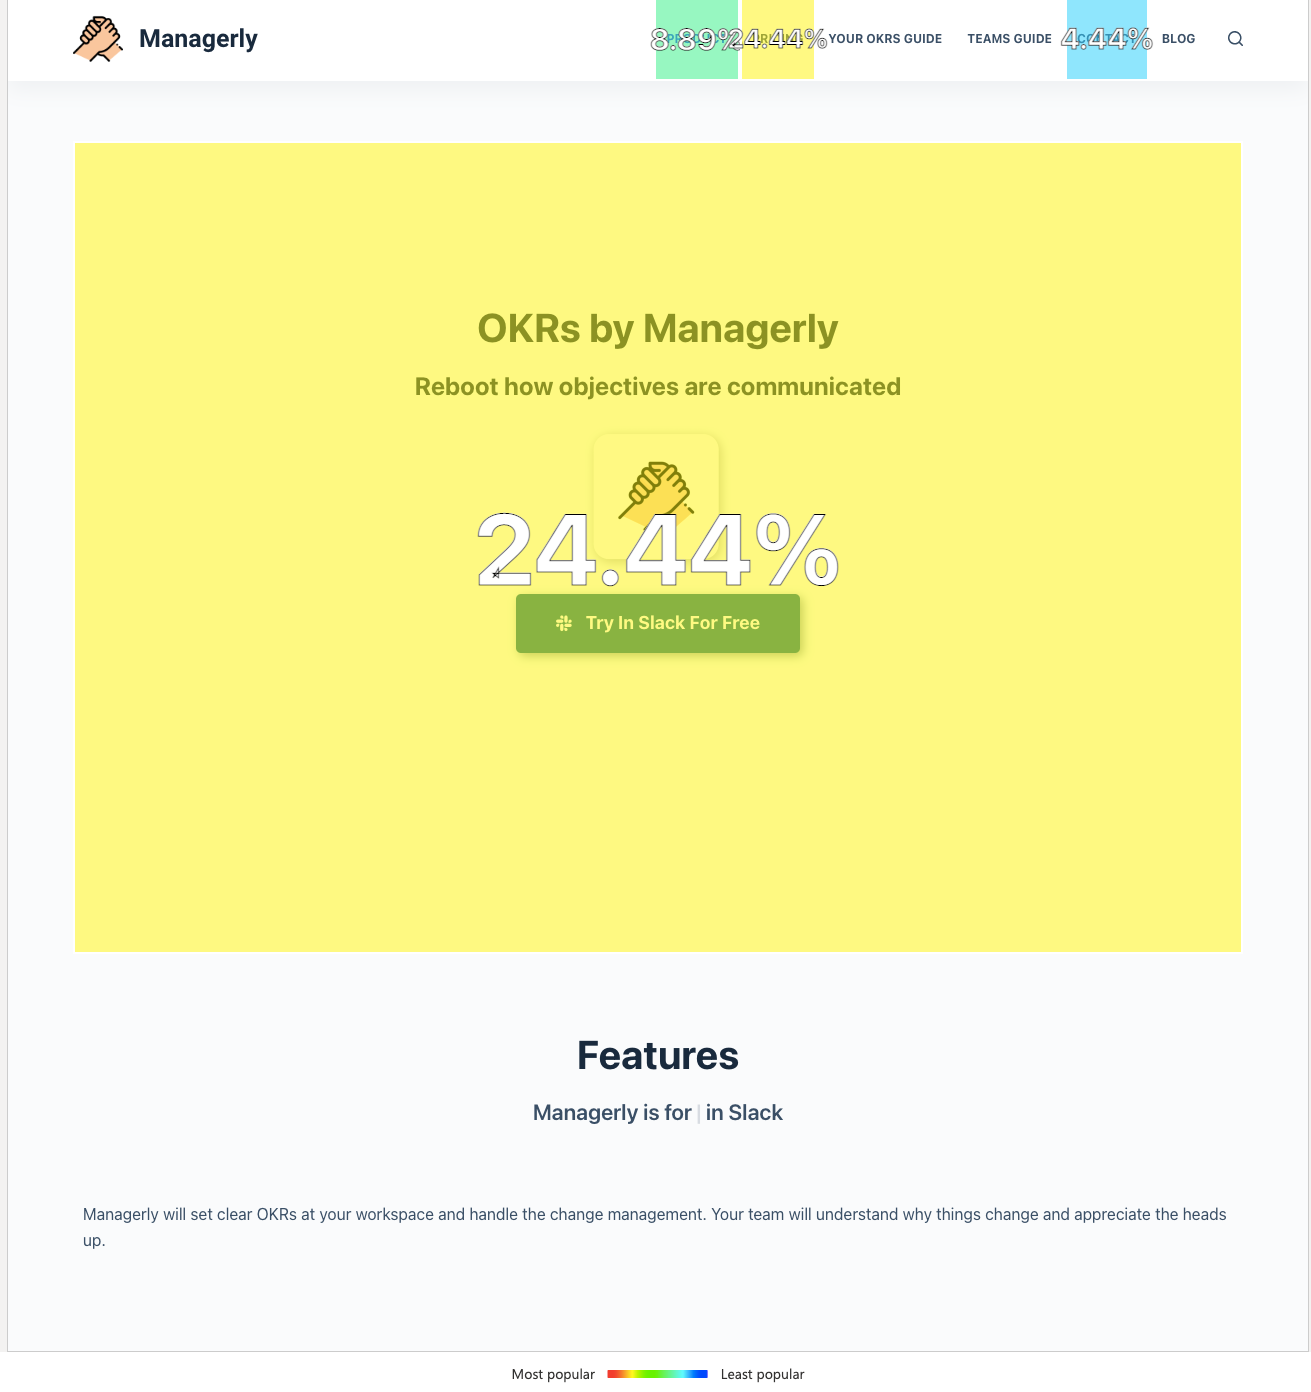 Managerly
8.89%
24.44%
YOUR OKRS GUIDE
TEAMS GUIDE
4.44%
BLOG
OKRs by Managerly
Reboot how objectives are communicated
24.44%
Try In Slack For Free
Features
Managerly is for | in Slack
Managerly will set clear OKRs at your workspace and handle the change management. Your team will understand why things change and appreciate the heads
up.
Most popular
Least popular